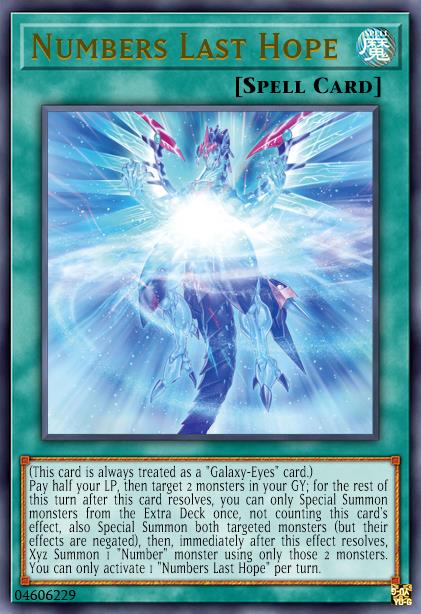 Numbers Last Hope
SPELL
魔
[Spell Card]
(This card is always treated as a "Galaxy-Eyes" card.)
Pay half your LP, then target 2 monsters in your GY; for the rest of
this turn after this card resolves, you can only Special Summon
monsters from the Extra Deck once, not counting this card's
effect, also Special Summon both targeted monsters (but their
effects are negated), then, immediately after this effect resolves,
Xyz Summon 1 "Number" monster using only those 2 monsters.
You can only activate 1 "Numbers Last Hope" per turn.
04606229